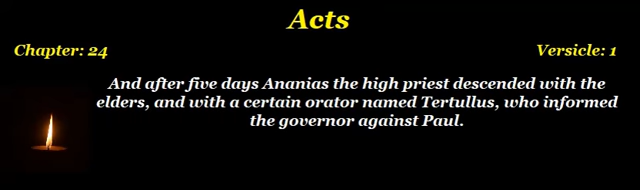 Acts
Chapter: 24
Versicle: 1
And after five days Ananias the high priest descended with the
elders, and with a certain orator named Tertullus, who informed
the governor against Paul.